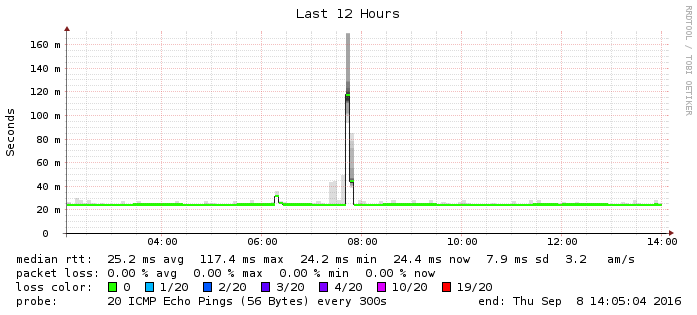 Last 12 Hours
RRDTOOL / TOBI OETIKER
Seconds
160 m
140 m
120 m
100 m
80 m
60 m
40 m
20 m
0
04:00 06:00 08:00 10:00 12:00 14:00
median rtt: 25.2 ms avg 117.4 ms max 24.2 ms min 24.4 ms now 7.9 ms sd 3.2 am/s
packet loss: 0.00 % avg 0.00 % max 0.00 % min 0.00 % now
loss color: 0 1/20 2/20 3/20 4/20 10/20 19/20
probe: 20 ICMP Echo Pings (56 Bytes) every 300s end: Thu Sep 8 14:05:04 2016